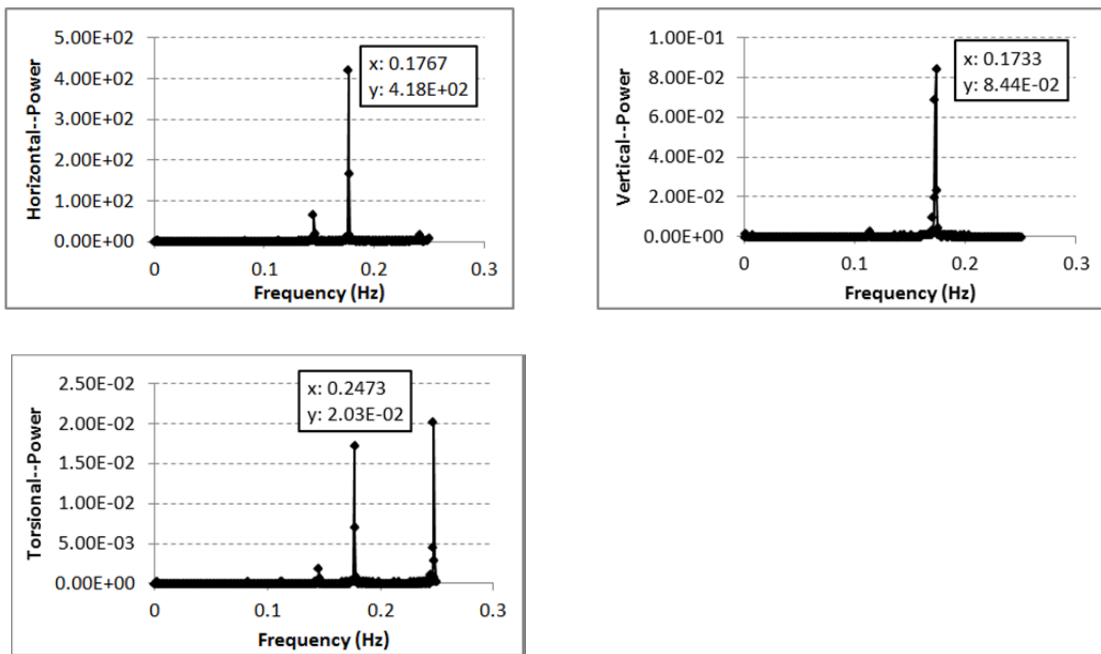 Horizontal--Power
5.00E+02
4.00E+02
3.00E+02
2.00E+02
1.00E+02
0.00E+00
x: 0.1767
y: 4.18E+02
0 0.1 0.2 0.3
Frequency (Hz)
Vertical--Power
1.00E-01
8.00E-02
6.00E-02
4.00E-02
2.00E-02
0.00E+00
x: 0.1733
y: 8.44E-02
0 0.1 0.2 0.3
Frequency (Hz)
Torsional--Power
2.50E-02
2.00E-02
1.50E-02
1.00E-02
5.00E-03
0.00E+00
x: 0.2473
y: 2.03E-02
0 0.1 0.2 0.3
Frequency (Hz)